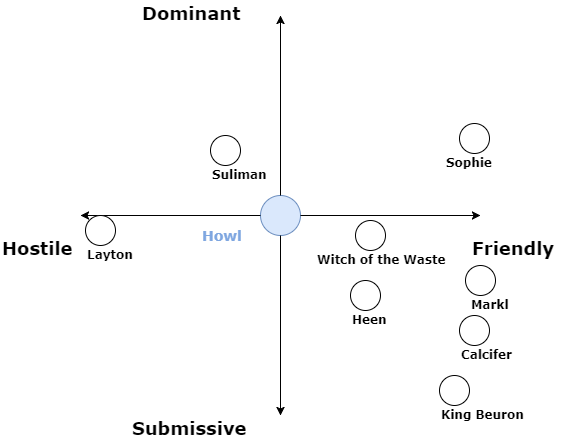 Dominant
Sophie
Suliman
Howl
Hostile
Layton
Friendly
Witch of the Waste
Markl
Heen
Calcifer
King Beuron
Submissive